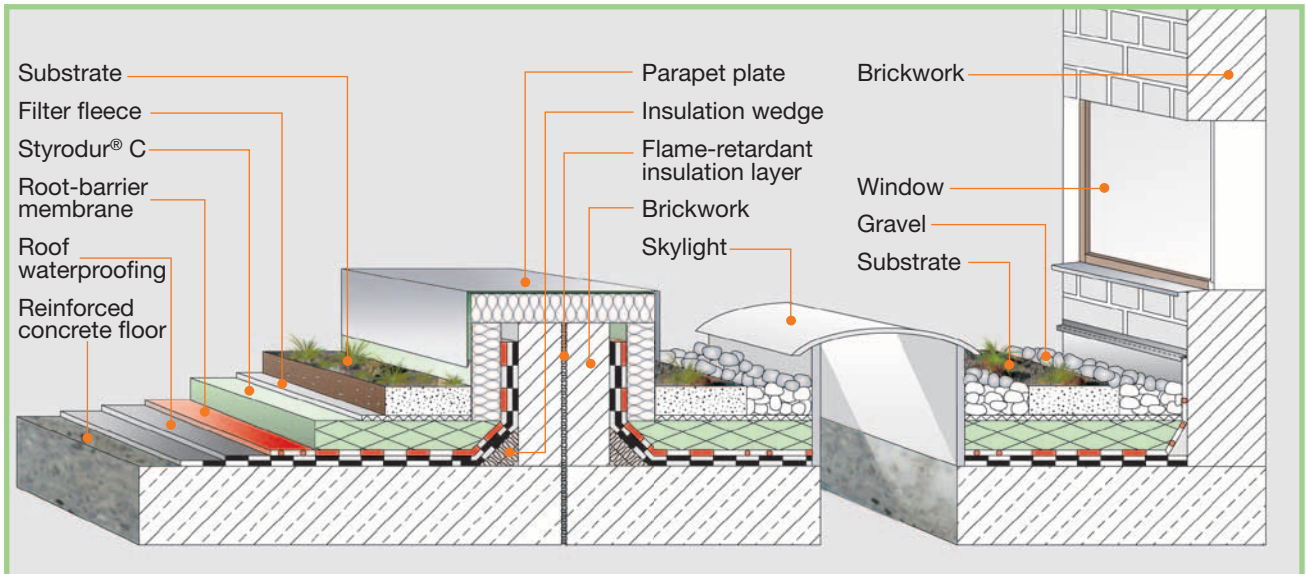 Substrate
Filter fleece
Styrodur® C
Root-barrier
membrane
Roof
waterproofing
Reinforced
concrete floor
Parapet plate
Insulation wedge
Flame-retardant
insulation layer
Brickwork
Skylight
Brickwork
Window
Gravel
Substrate